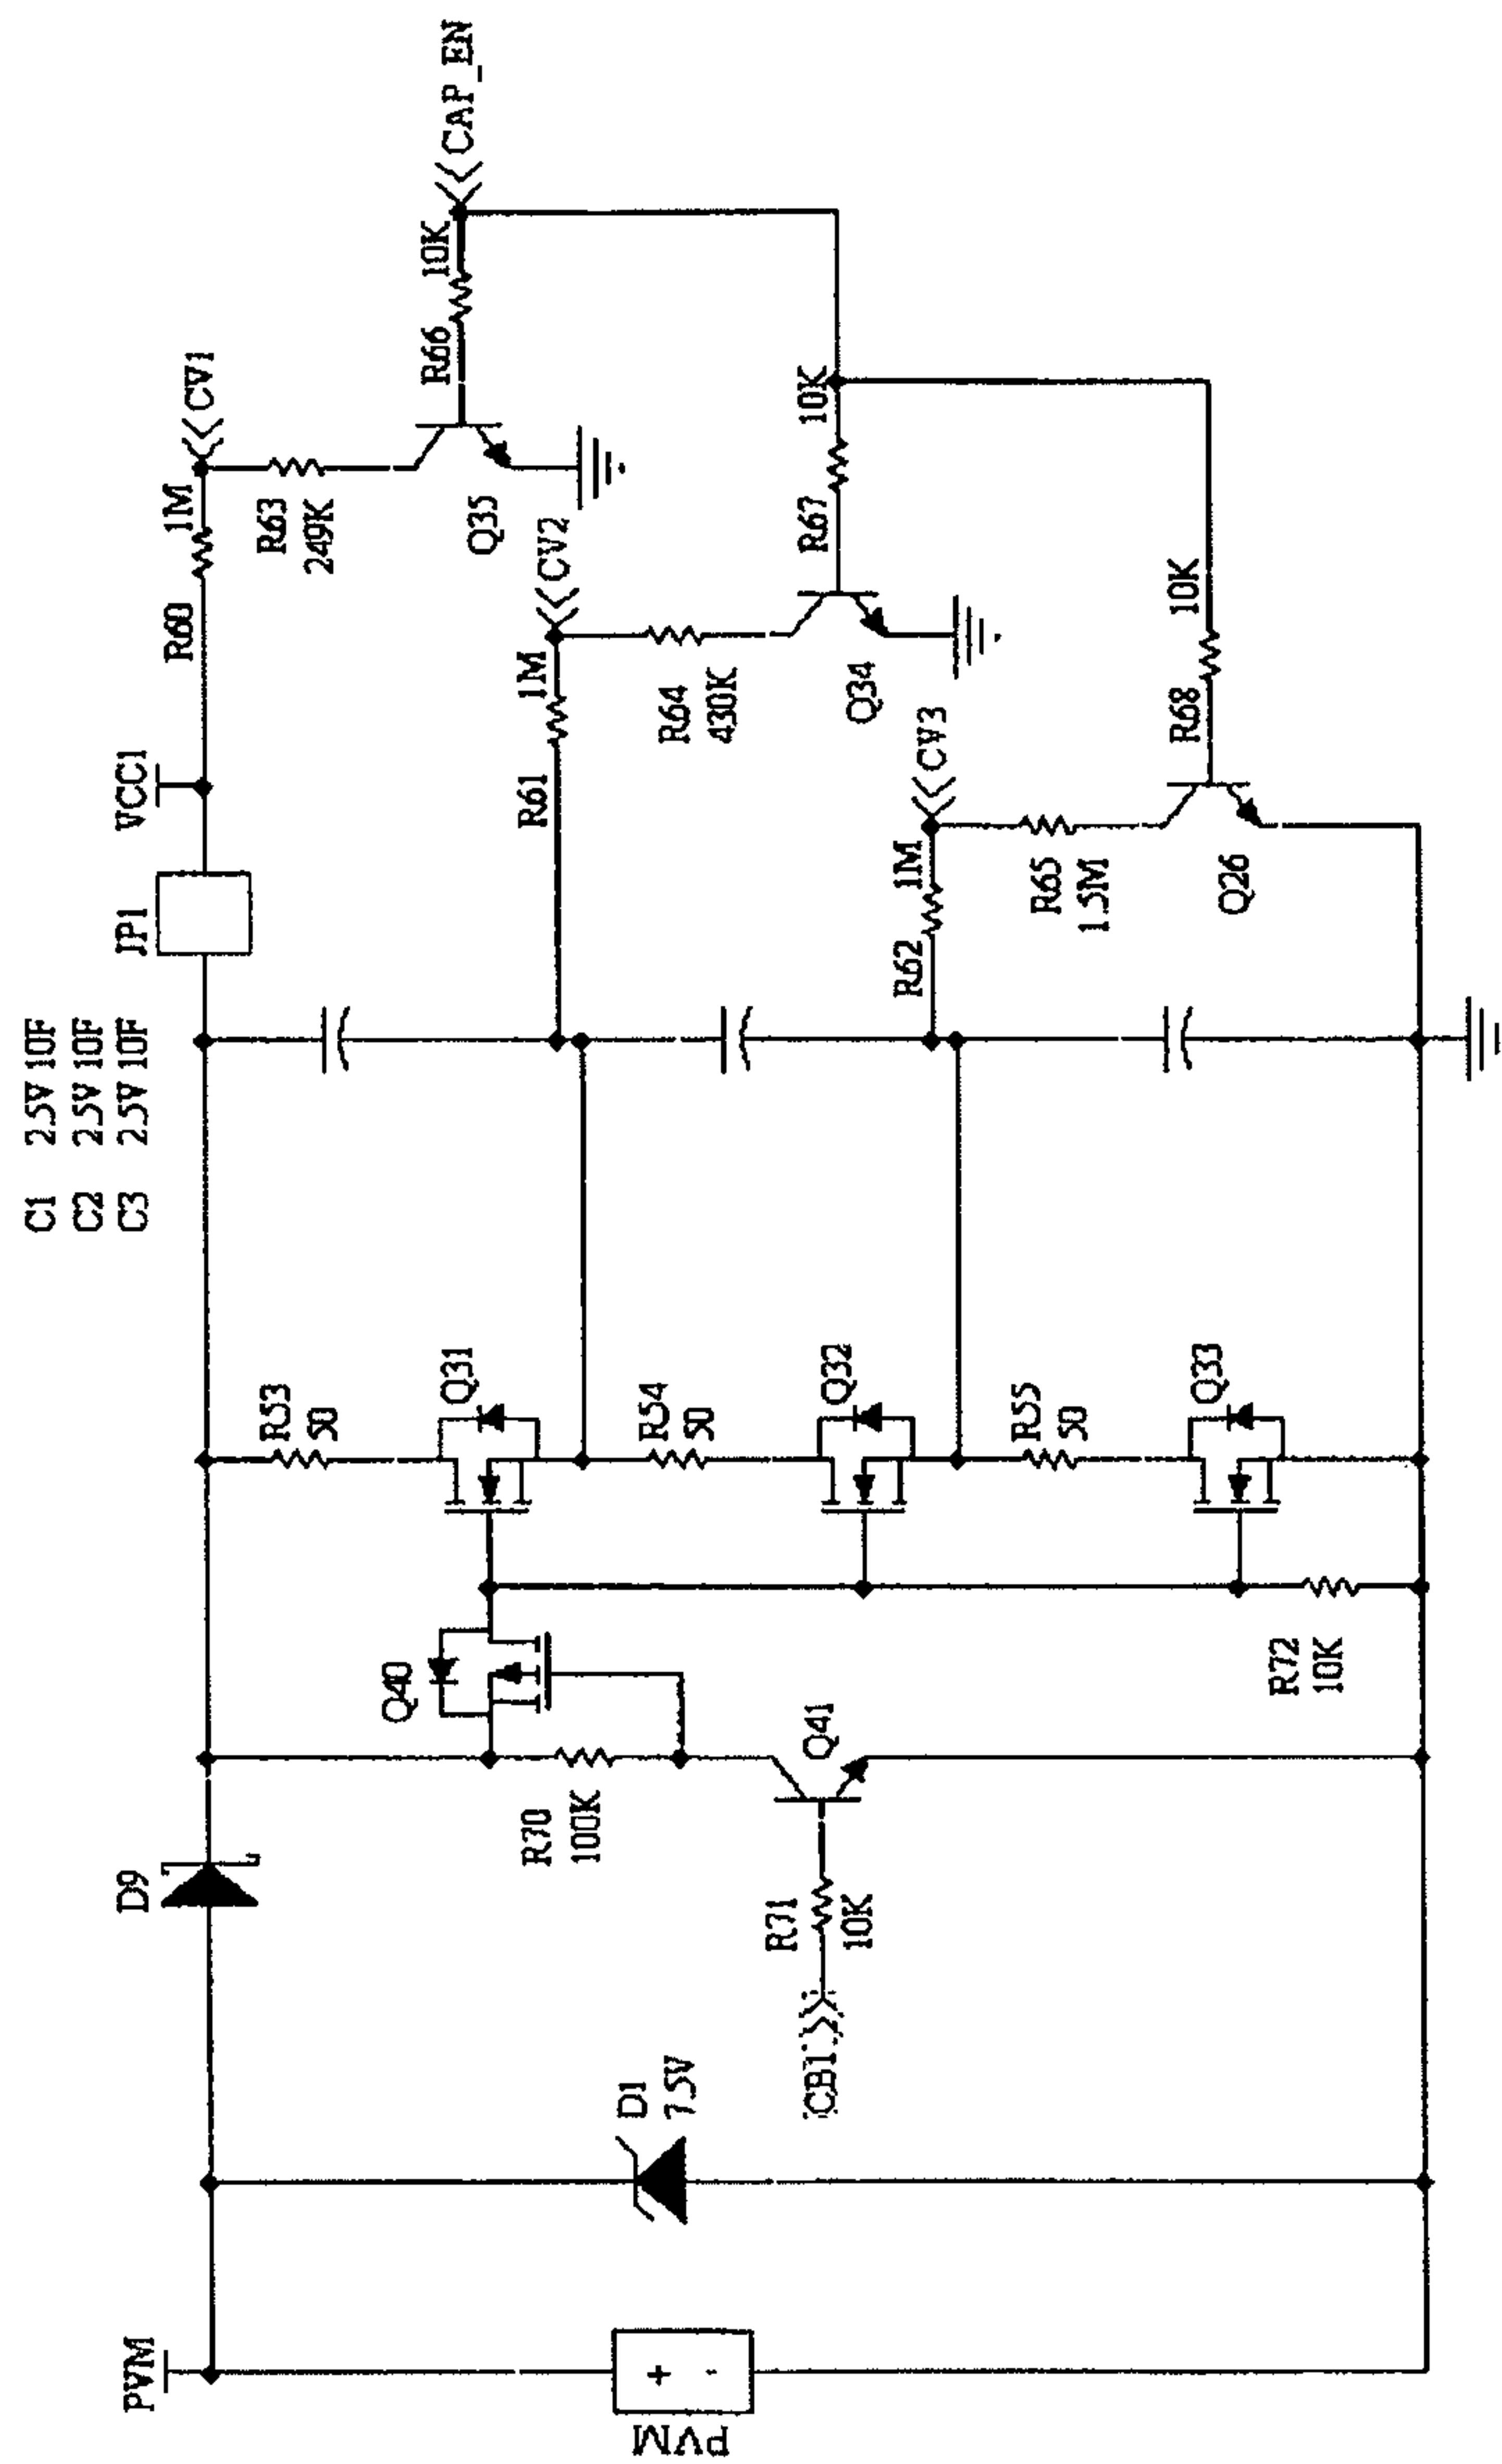 C1 2.5V 10F
C2 2.5V 10F
C3 2.5V 10F
PVM
PVM
+
-
D1
7.5V
D9
CB1
R71
10K
R70
100K
Q41
Q40
R72
10K
R53
50
Q31
R54
50
Q32
R55
50
Q33
JP1
VCC1
R60
1M
CV1
R63
249K
Q35
R66
10K
CAP_EN
R61
1M
CV2
R64
430K
Q34
R67
10K
R62
1M
CV3
R65
1.5M
Q26
R68
10K